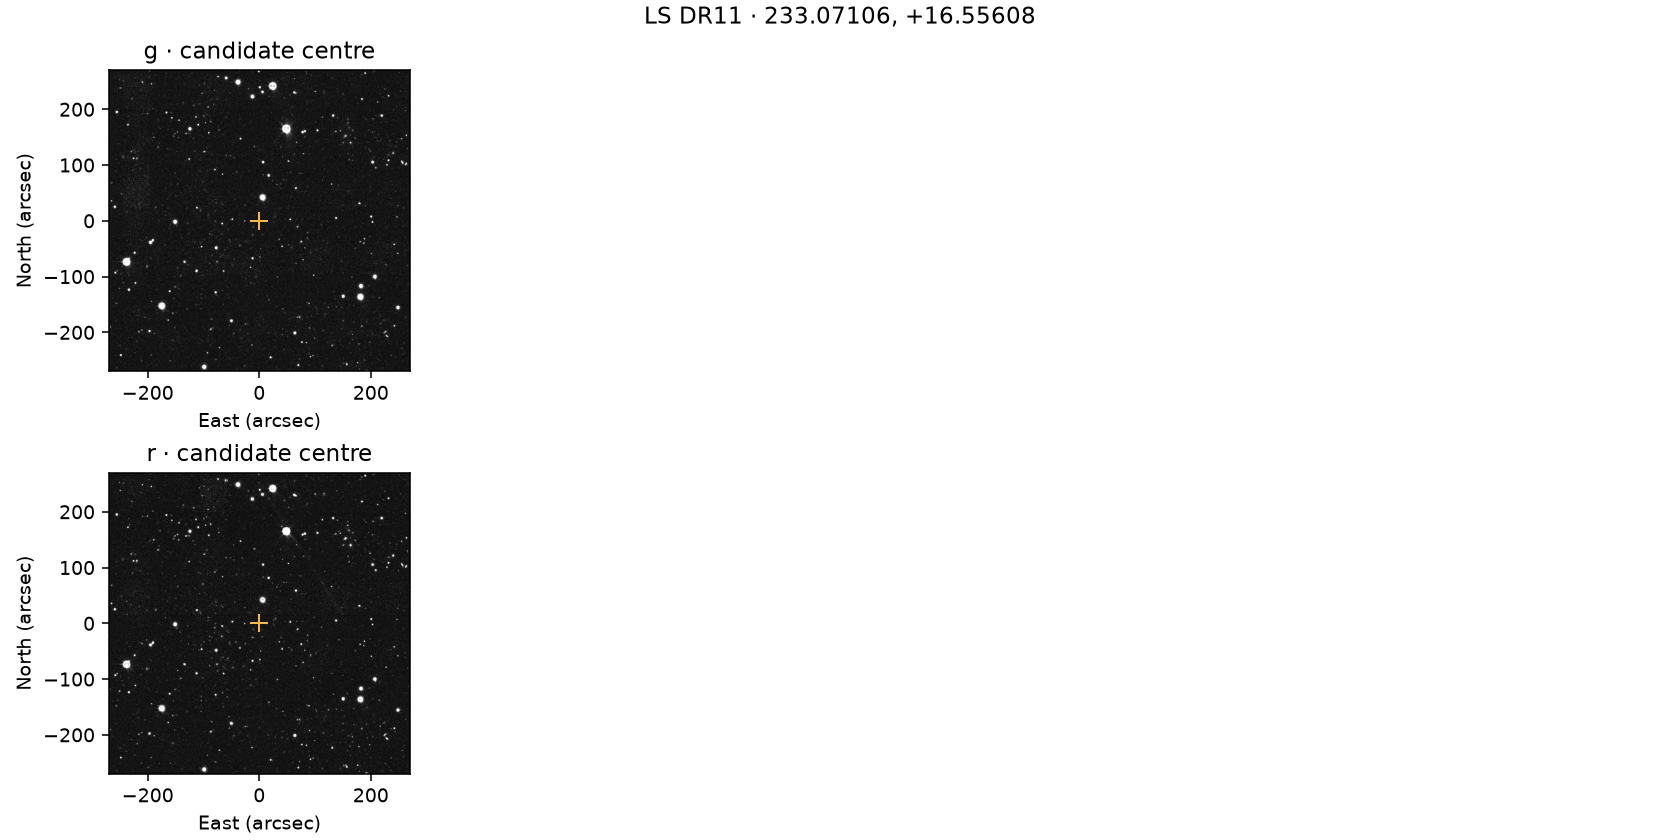 LS DR11 · 233.07106, +16.55608
g · candidate centre
200
100
0
−100
−200
North (arcsec)
−200 0 200
East (arcsec)
r · candidate centre
200
100
0
−100
−200
North (arcsec)
−200 0 200
East (arcsec)